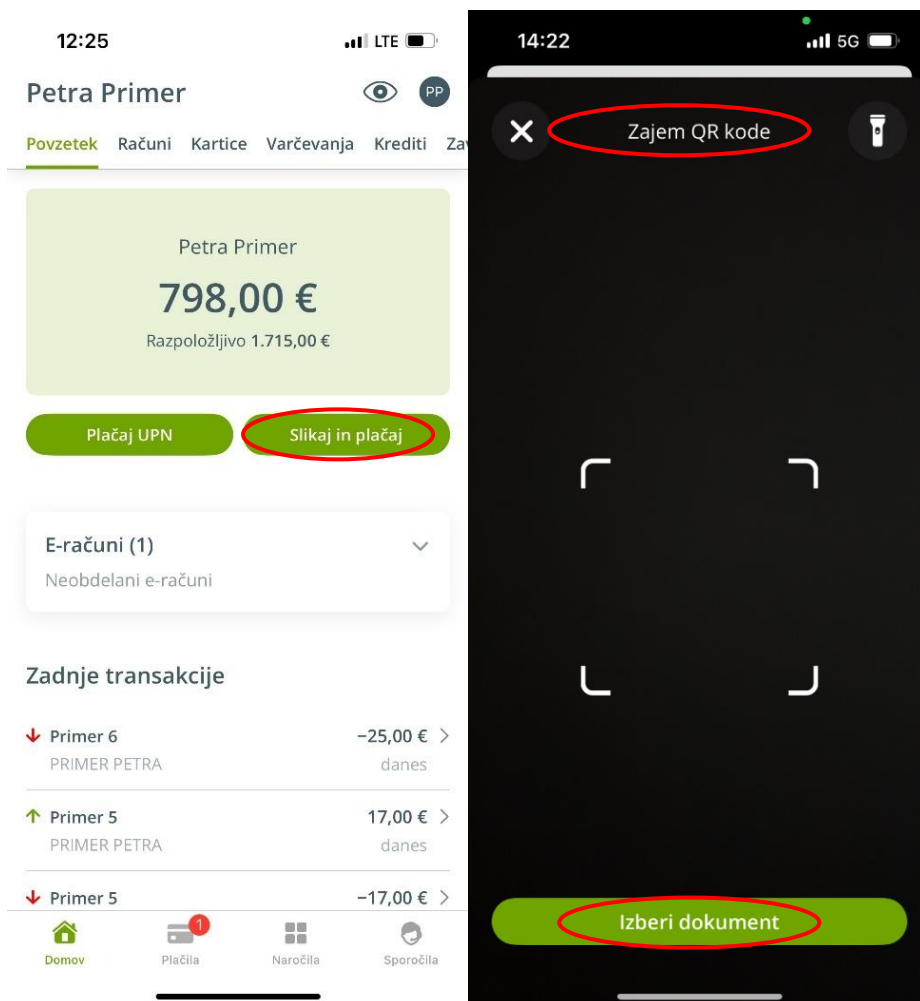 12:25
LTE
Petra Primer
PP
Povzetek Računi Kartice Varčevanja Krediti Zav
Petra Primer
798,00 €
Razpoložljivo 1.715,00 €
Plačaj UPN
Slikaj in plačaj
E-računi (1)
Neobdelani e-računi
Zadnje transakcije
Primer 6 −25,00 €
PRIMER PETRA danes
Primer 5 17,00 €
PRIMER PETRA danes
Primer 5 −17,00 €
1
Domov Plačila Naročila Sporočila
14:22
5G
Zajem QR kode
Izberi dokument